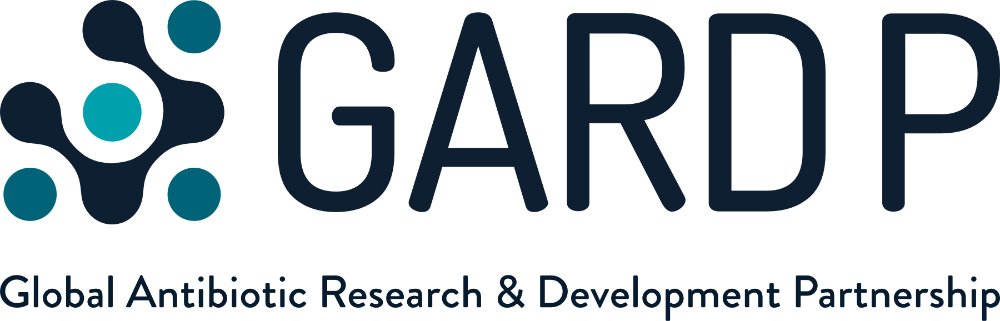 GARDP
Global Antibiotic Research & Development Partnership